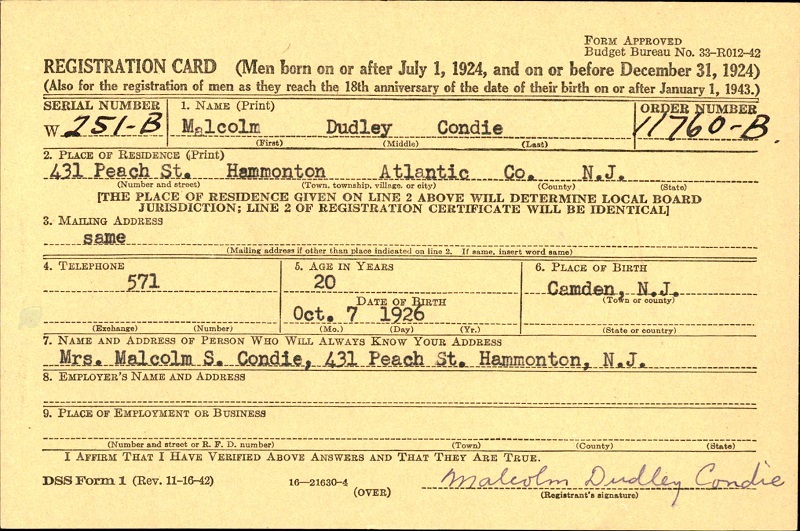 FORM APPROVED
Budget Bureau No. 33-R012-42
REGISTRATION CARD (Men born on or after July 1, 1924, and on or before December 31, 1924)
(Also for the registration of men as they reach the 18th anniversary of the date of their birth on or after January 1, 1943.)
SERIAL NUMBER 1. NAME (Print) ORDER NUMBER
W 251-B Malcolm Dudley Condie 11760-B.
(First) (Middle) (Last)
2. PLACE OF RESIDENCE (Print)
431 Peach St. Hammonton Atlantic Co. N.J.
(Number and street) (Town, township, village, or city) (County) (State)
[THE PLACE OF RESIDENCE GIVEN ON LINE 2 ABOVE WILL DETERMINE LOCAL BOARD
JURISDICTION; LINE 2 OF REGISTRATION CERTIFICATE WILL BE IDENTICAL]
3. MAILING ADDRESS
same
(Mailing address if other than place indicated on line 2. If same, insert word same)
4. TELEPHONE 5. AGE IN YEARS 6. PLACE OF BIRTH
571 20 Camden, N.J.
DATE OF BIRTH (Town or county)
Oct. 7 1926
(Exchange) (Number) (Mo.) (Day) (Yr.) (State or country)
7. NAME AND ADDRESS OF PERSON WHO WILL ALWAYS KNOW YOUR ADDRESS
Mrs. Malcolm S. Condie, 431 Peach St. Hammonton, N.J.
8. EMPLOYER'S NAME AND ADDRESS
9. PLACE OF EMPLOYMENT OR BUSINESS
(Number and street or R. F. D. number) (Town) (County) (State)
I AFFIRM THAT I HAVE VERIFIED ABOVE ANSWERS AND THAT THEY ARE TRUE.
DSS Form 1 (Rev. 11-16-42) 16-21630-4 Malcolm Dudley Condie
(OVER) (Registrant's signature)